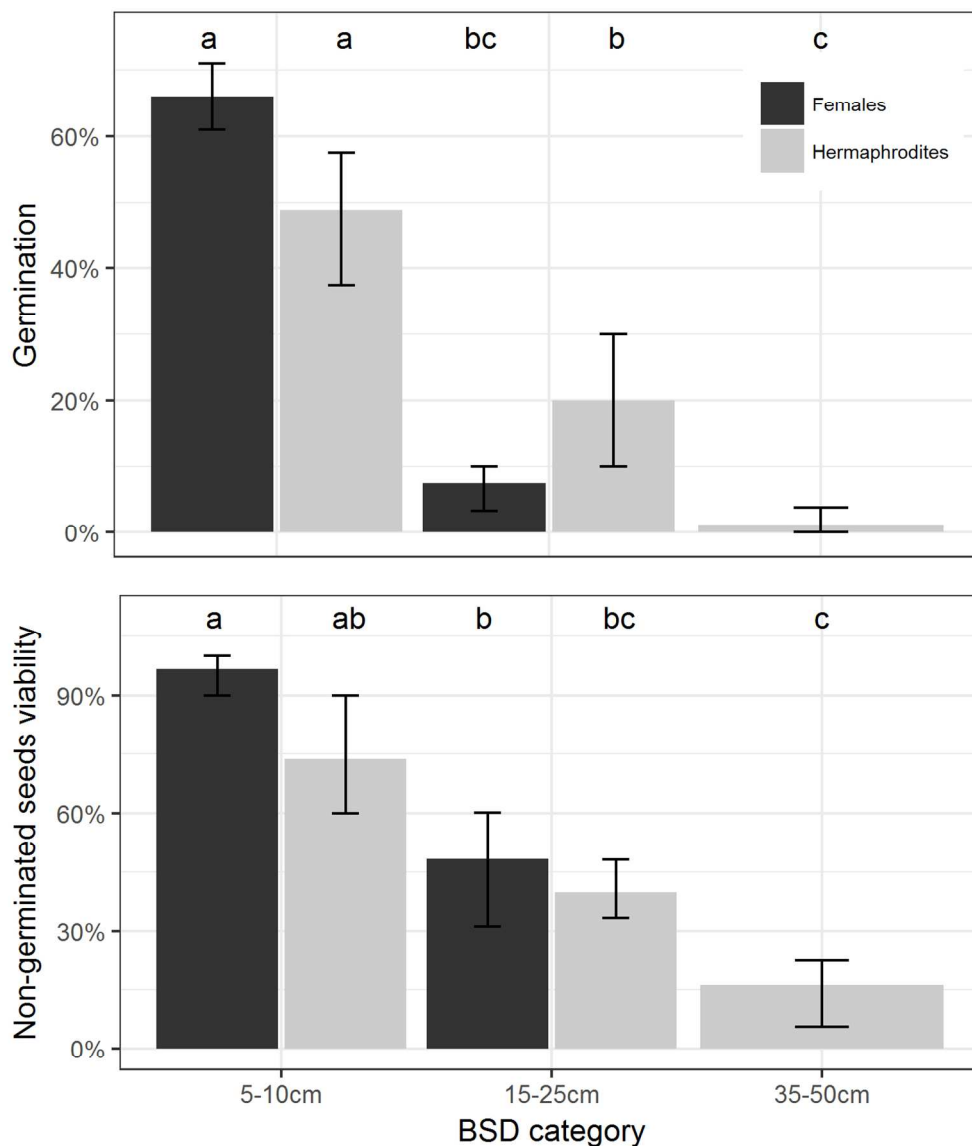 a a bc b c
Females
Hermaphrodites
60%
40%
20%
0%
Germination
a ab b bc c
90%
60%
30%
0%
Non-germinated seeds viability
5-10cm 15-25cm 35-50cm
BSD category